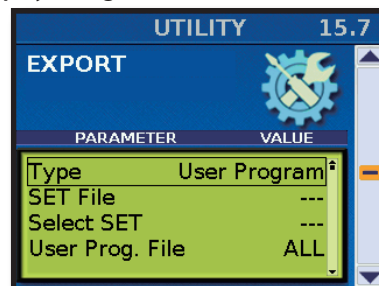 UTILITY 15.7
EXPORT
PARAMETER VALUE
Type User Program
SET File ---
Select SET ---
User Prog. File ALL